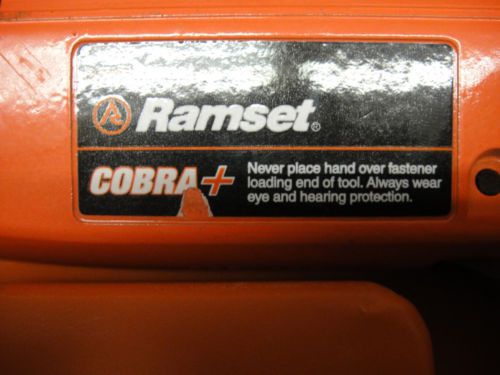 Ramset®
COBRA+
Never place hand over fastener
loading end of tool. Always wear
eye and hearing protection.